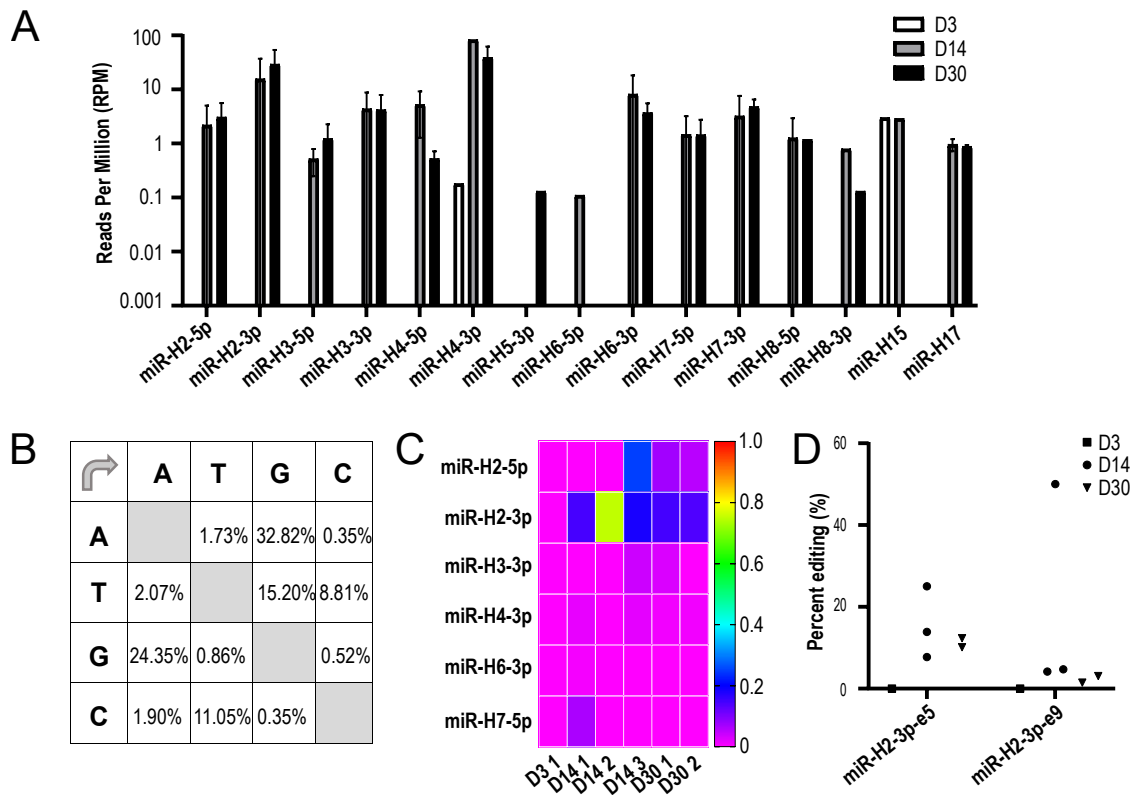 A
D3
D14
D30
Reads Per Million (RPM)
100
10
1
0.1
0.01
0.001
miR-H2-5p
miR-H2-3p
miR-H3-5p
miR-H3-3p
miR-H4-5p
miR-H4-3p
miR-H5-3p
miR-H6-5p
miR-H6-3p
miR-H7-5p
miR-H7-3p
miR-H8-5p
miR-H8-3p
miR-H15
miR-H17
B
A T G C
A 1.73% 32.82% 0.35%
T 2.07% 15.20% 8.81%
G 24.35% 0.86% 0.52%
C 1.90% 11.05% 0.35%
C
miR-H2-5p
miR-H2-3p
miR-H3-3p
miR-H4-3p
miR-H6-3p
miR-H7-5p
D3 1
D14 1
D14 2
D14 3
D30 1
D30 2
1.0
0.8
0.6
0.4
0.2
0
D
D3
D14
D30
Percent editing (%)
60
40
20
0
miR-H2-3p-e5
miR-H2-3p-e9